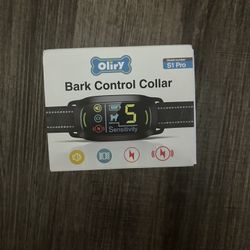 Oliry
S1 Pro
Bark Control Collar
5
Sensitivity